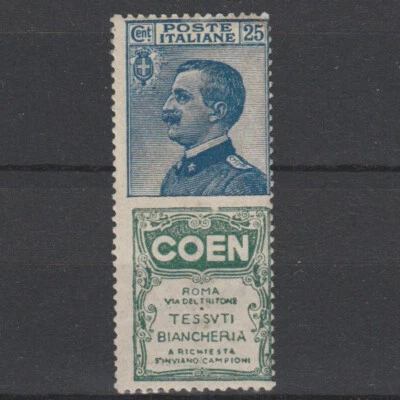 Cent. POSTE ITALIANE 25
COEN
ROMA
VIA DEL TRITONE
TESSVTI
BIANCHERIA
A RICHIESTA
S'INVIANO CAMPIONI